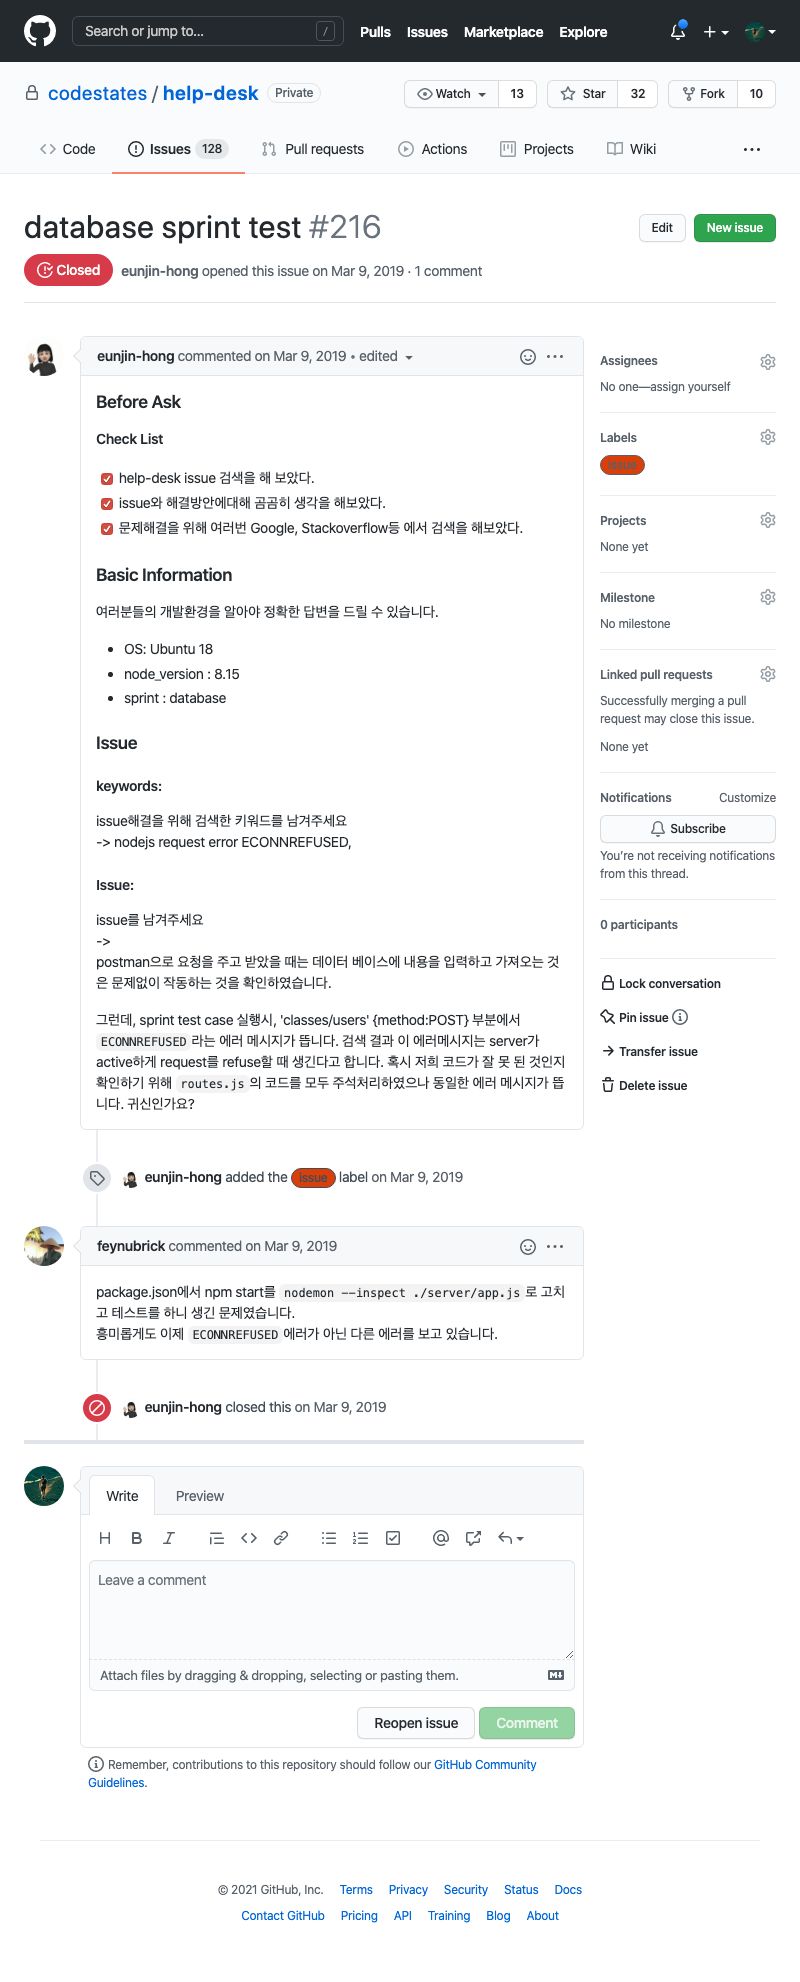 Search or jump to... /
Pulls Issues Marketplace Explore
codestates / help-desk Private
Watch 13 Star 32 Fork 10
Code Issues 128 Pull requests Actions Projects Wiki ...
database sprint test #216
Edit New issue
Closed eunjin-hong opened this issue on Mar 9, 2019 · 1 comment
eunjin-hong commented on Mar 9, 2019 • edited
Before Ask
Check List
help-desk issue 검색을 해 보았다.
issue와 해결방안에대해 곰곰히 생각을 해보았다.
문제해결을 위해 여러번 Google, Stackoverflow등 에서 검색을 해보았다.
Basic Information
여러분들의 개발환경을 알아야 정확한 답변을 드릴 수 있습니다.
• OS: Ubuntu 18
• node_version : 8.15
• sprint : database
Issue
keywords:
issue해결을 위해 검색한 키워드를 남겨주세요
-> nodejs request error ECONNREFUSED,
Issue:
issue를 남겨주세요
->
postman으로 요청을 주고 받았을 때는 데이터 베이스에 내용을 입력하고 가져오는 것
은 문제없이 작동하는 것을 확인하였습니다.
그런데, sprint test case 실행시, 'classes/users' {method:POST} 부분에서
ECONNREFUSED 라는 에러 메시지가 뜹니다. 검색 결과 이 에러메시지는 server가
active하게 request를 refuse할 때 생긴다고 합니다. 혹시 저희 코드가 잘 못 된 것인지
확인하기 위해 routes.js 의 코드를 모두 주석처리하였으나 동일한 에러 메시지가 뜹
니다. 귀신인가요?
eunjin-hong added the issue label on Mar 9, 2019
feynubrick commented on Mar 9, 2019
package.json에서 npm start를 nodemon --inspect ./server/app.js 로 고치
고 테스트를 하니 생긴 문제였습니다.
흥미롭게도 이제 ECONNREFUSED 에러가 아닌 다른 에러를 보고 있습니다.
eunjin-hong closed this on Mar 9, 2019
Write Preview
H B I
Leave a comment
Attach files by dragging & dropping, selecting or pasting them.
Reopen issue Comment
Remember, contributions to this repository should follow our GitHub Community
Guidelines.
Assignees
No one—assign yourself
Labels
issue
Projects
None yet
Milestone
No milestone
Linked pull requests
Successfully merging a pull
request may close this issue.
None yet
Notifications Customize
Subscribe
You're not receiving notifications
from this thread.
0 participants
Lock conversation
Pin issue
Transfer issue
Delete issue
© 2021 GitHub, Inc. Terms Privacy Security Status Docs
Contact GitHub Pricing API Training Blog About